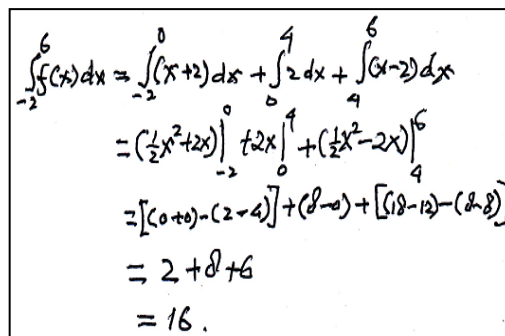 ∫_{-2}^{6} f(x) dx = ∫_{-2}^{0} (x+2) dx + ∫_{0}^{4} 2 dx + ∫_{4}^{6} (x-2) dx
= (½x²+2x)|_{-2}^{0} + 2x|_{0}^{4} + (½x²-2x)|_{4}^{6}
= [(0+0)-(2-4)] + (8-0) + [(18-12)-(8-8)]
= 2+8+6
= 16.